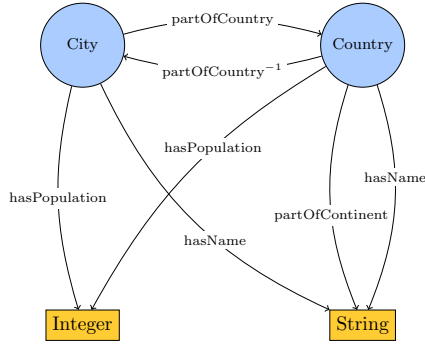 partOfCountry
City
Country
partOfCountry⁻¹
hasPopulation
hasName
hasPopulation
partOfContinent
hasName
Integer
String